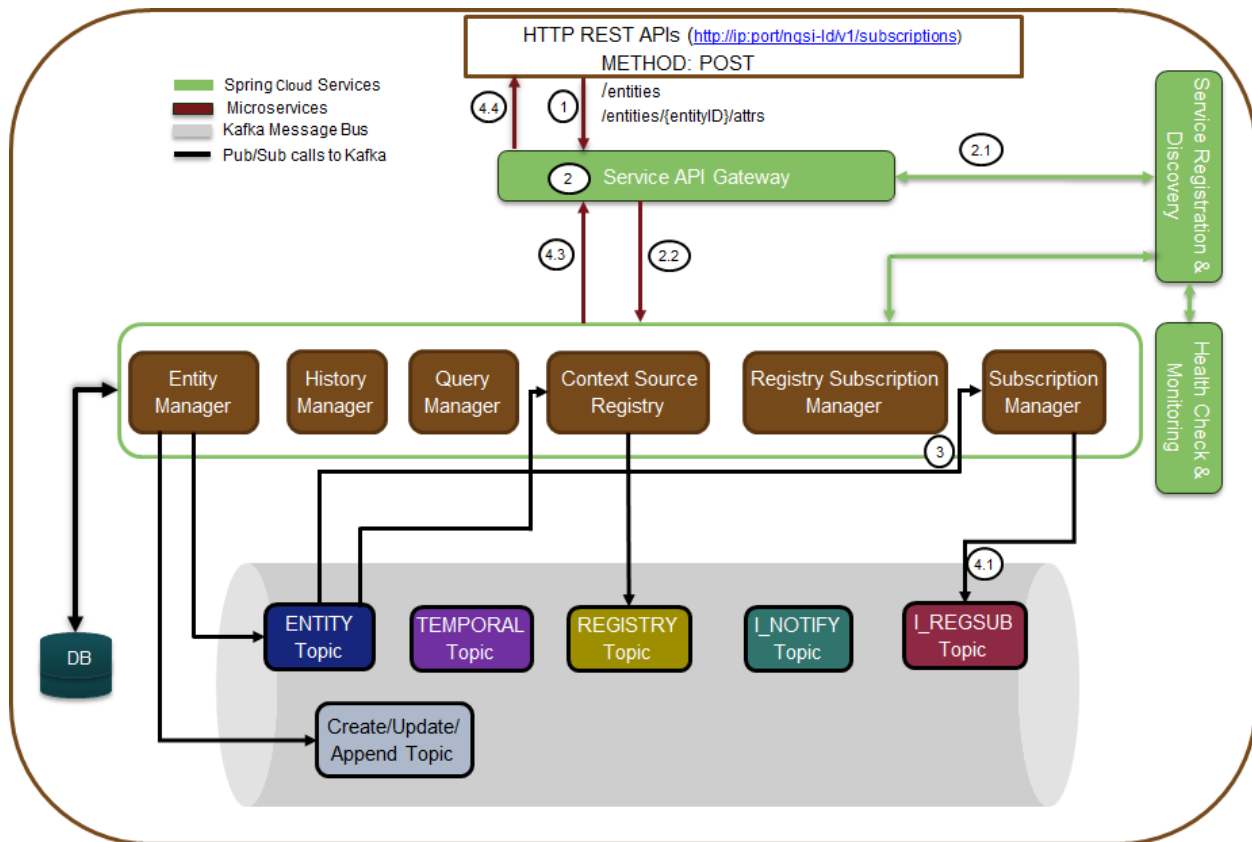 HTTP REST APIs (http://ip:port/ngsi-ld/v1/subscriptions)
METHOD: POST
Spring Cloud Services
Microservices
Kafka Message Bus
Pub/Sub calls to Kafka
4.4
1
/entities
/entities/{entityID}/attrs
2
Service API Gateway
2.1
Service Registration &
Discovery
4.3
2.2
Entity
Manager
History
Manager
Query
Manager
Context Source
Registry
Registry Subscription
Manager
Subscription
Manager
Health Check &
Monitoring
3
4.1
ENTITY
Topic
TEMPORAL
Topic
REGISTRY
Topic
I_NOTIFY
Topic
I_REGSUB
Topic
DB
Create/Update/
Append Topic